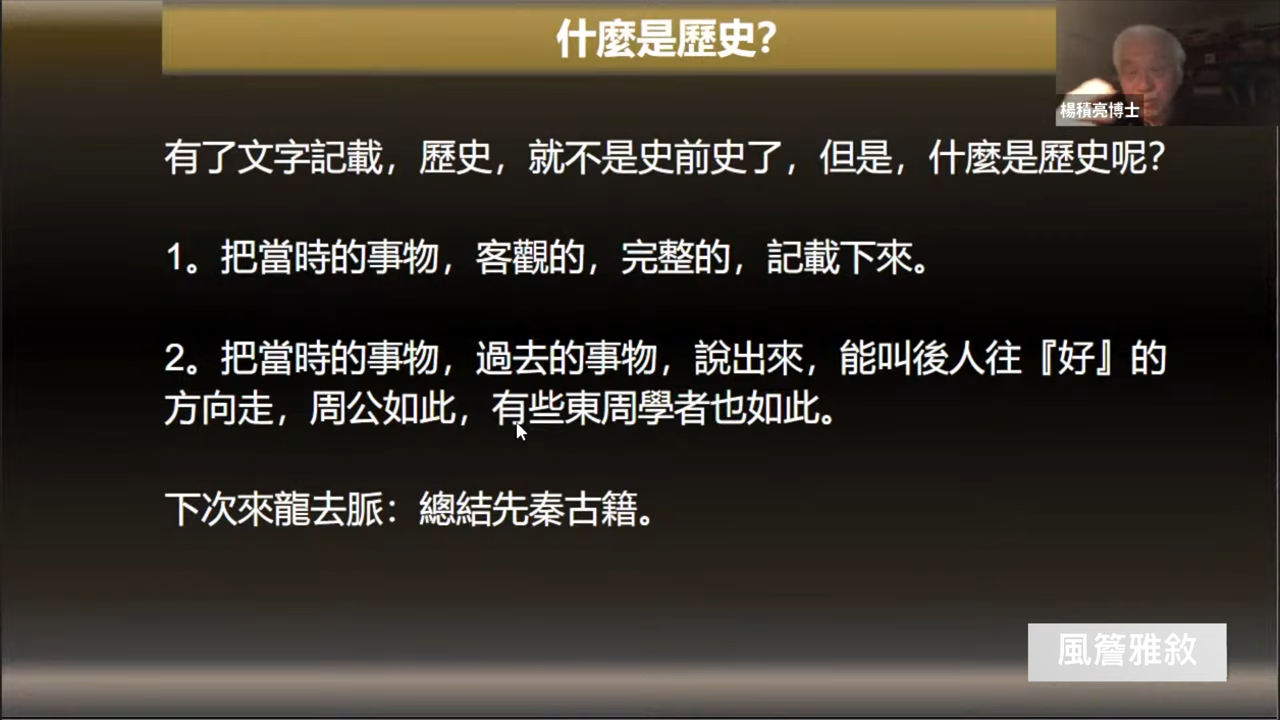 什麼是歷史？
楊積亮博士
有了文字記載，歷史，就不是史前史了，但是，什麼是歷史呢？
1。把當時的事物，客觀的，完整的，記載下來。
2。把當時的事物，過去的事物，說出來，能叫後人往『好』的
方向走，周公如此，有些東周學者也如此。
下次來龍去脈：總結先秦古籍。
風簷雅敘